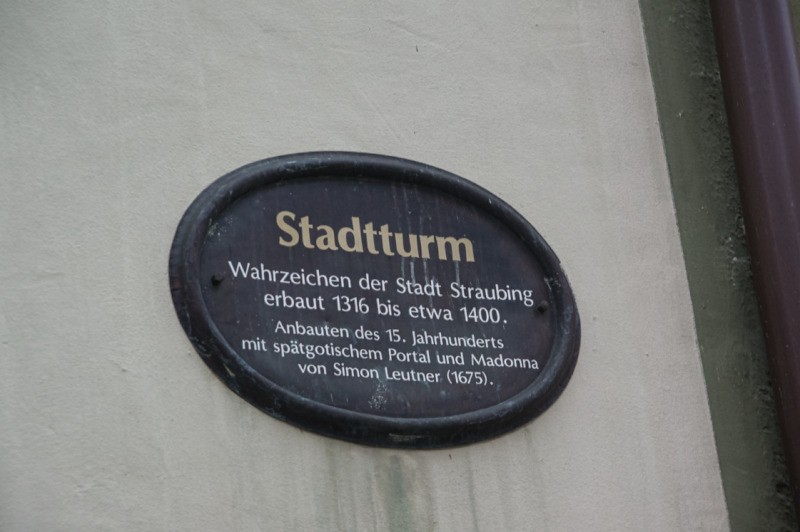 Stadtturm
Wahrzeichen der Stadt Straubing
erbaut 1316 bis etwa 1400.
Anbauten des 15. Jahrhunderts
mit spätgotischem Portal und Madonna
von Simon Leutner (1675).